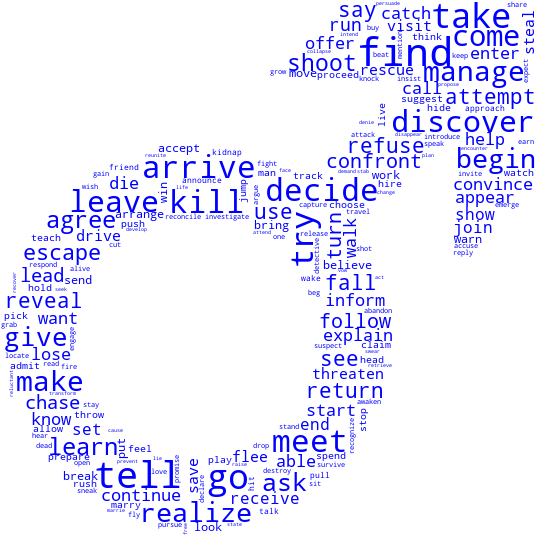 persuade
share
say
catch
take
steal
run
visit
buy
mention
come
intend
offer
think
find
collapse
beat
keep
enter
expect
shoot
rescue
manage
grow
move
proceed
knock
insist
propose
call
attempt
suggest
hide
approach
live
discover
denie
introduce
earn
attack
disappear
help
refuse
speak
encounter
begin
accept
kidnap
reunite
confront
plan
arrive
fight
demand
stab
invite
watch
friend
gain
man
face
track
work
convince
die
announce
decide
hire
change
emerge
wish
win
life
jump
argue
appear
leave
kill
capture
choose
show
agree
arrange
reconcile
investigate
use
try
turn
walk
travel
join
push
bring
release
shot
warn
teach
drive
develop
attend
one
detective
accuse
cut
reply
escape
believe
respond
alive
wake
vow
act
lead
send
fall
recover
hold
seek
beg
inform
reveal
abandon
pick
want
follow
grab
give
engage
explain
swear
locate
lose
suspect
see
claim
admit
read
fire
head
retrieve
reluctant
make
transform
threaten
return
awaken
chase
stay
start
know
throw
stop
allow
set
cause
stand
end
recognize
hear
meet
dead
learn
put
feel
drop
flee
able
spend
prepare
open
prevent
lie
play
survive
tell
love
promise
go
raise
destroy
break
save
pull
rush
ask
sit
sneak
continue
declare
hit
receive
marry
marrie
fly
realize
talk
pursue
free
look
state